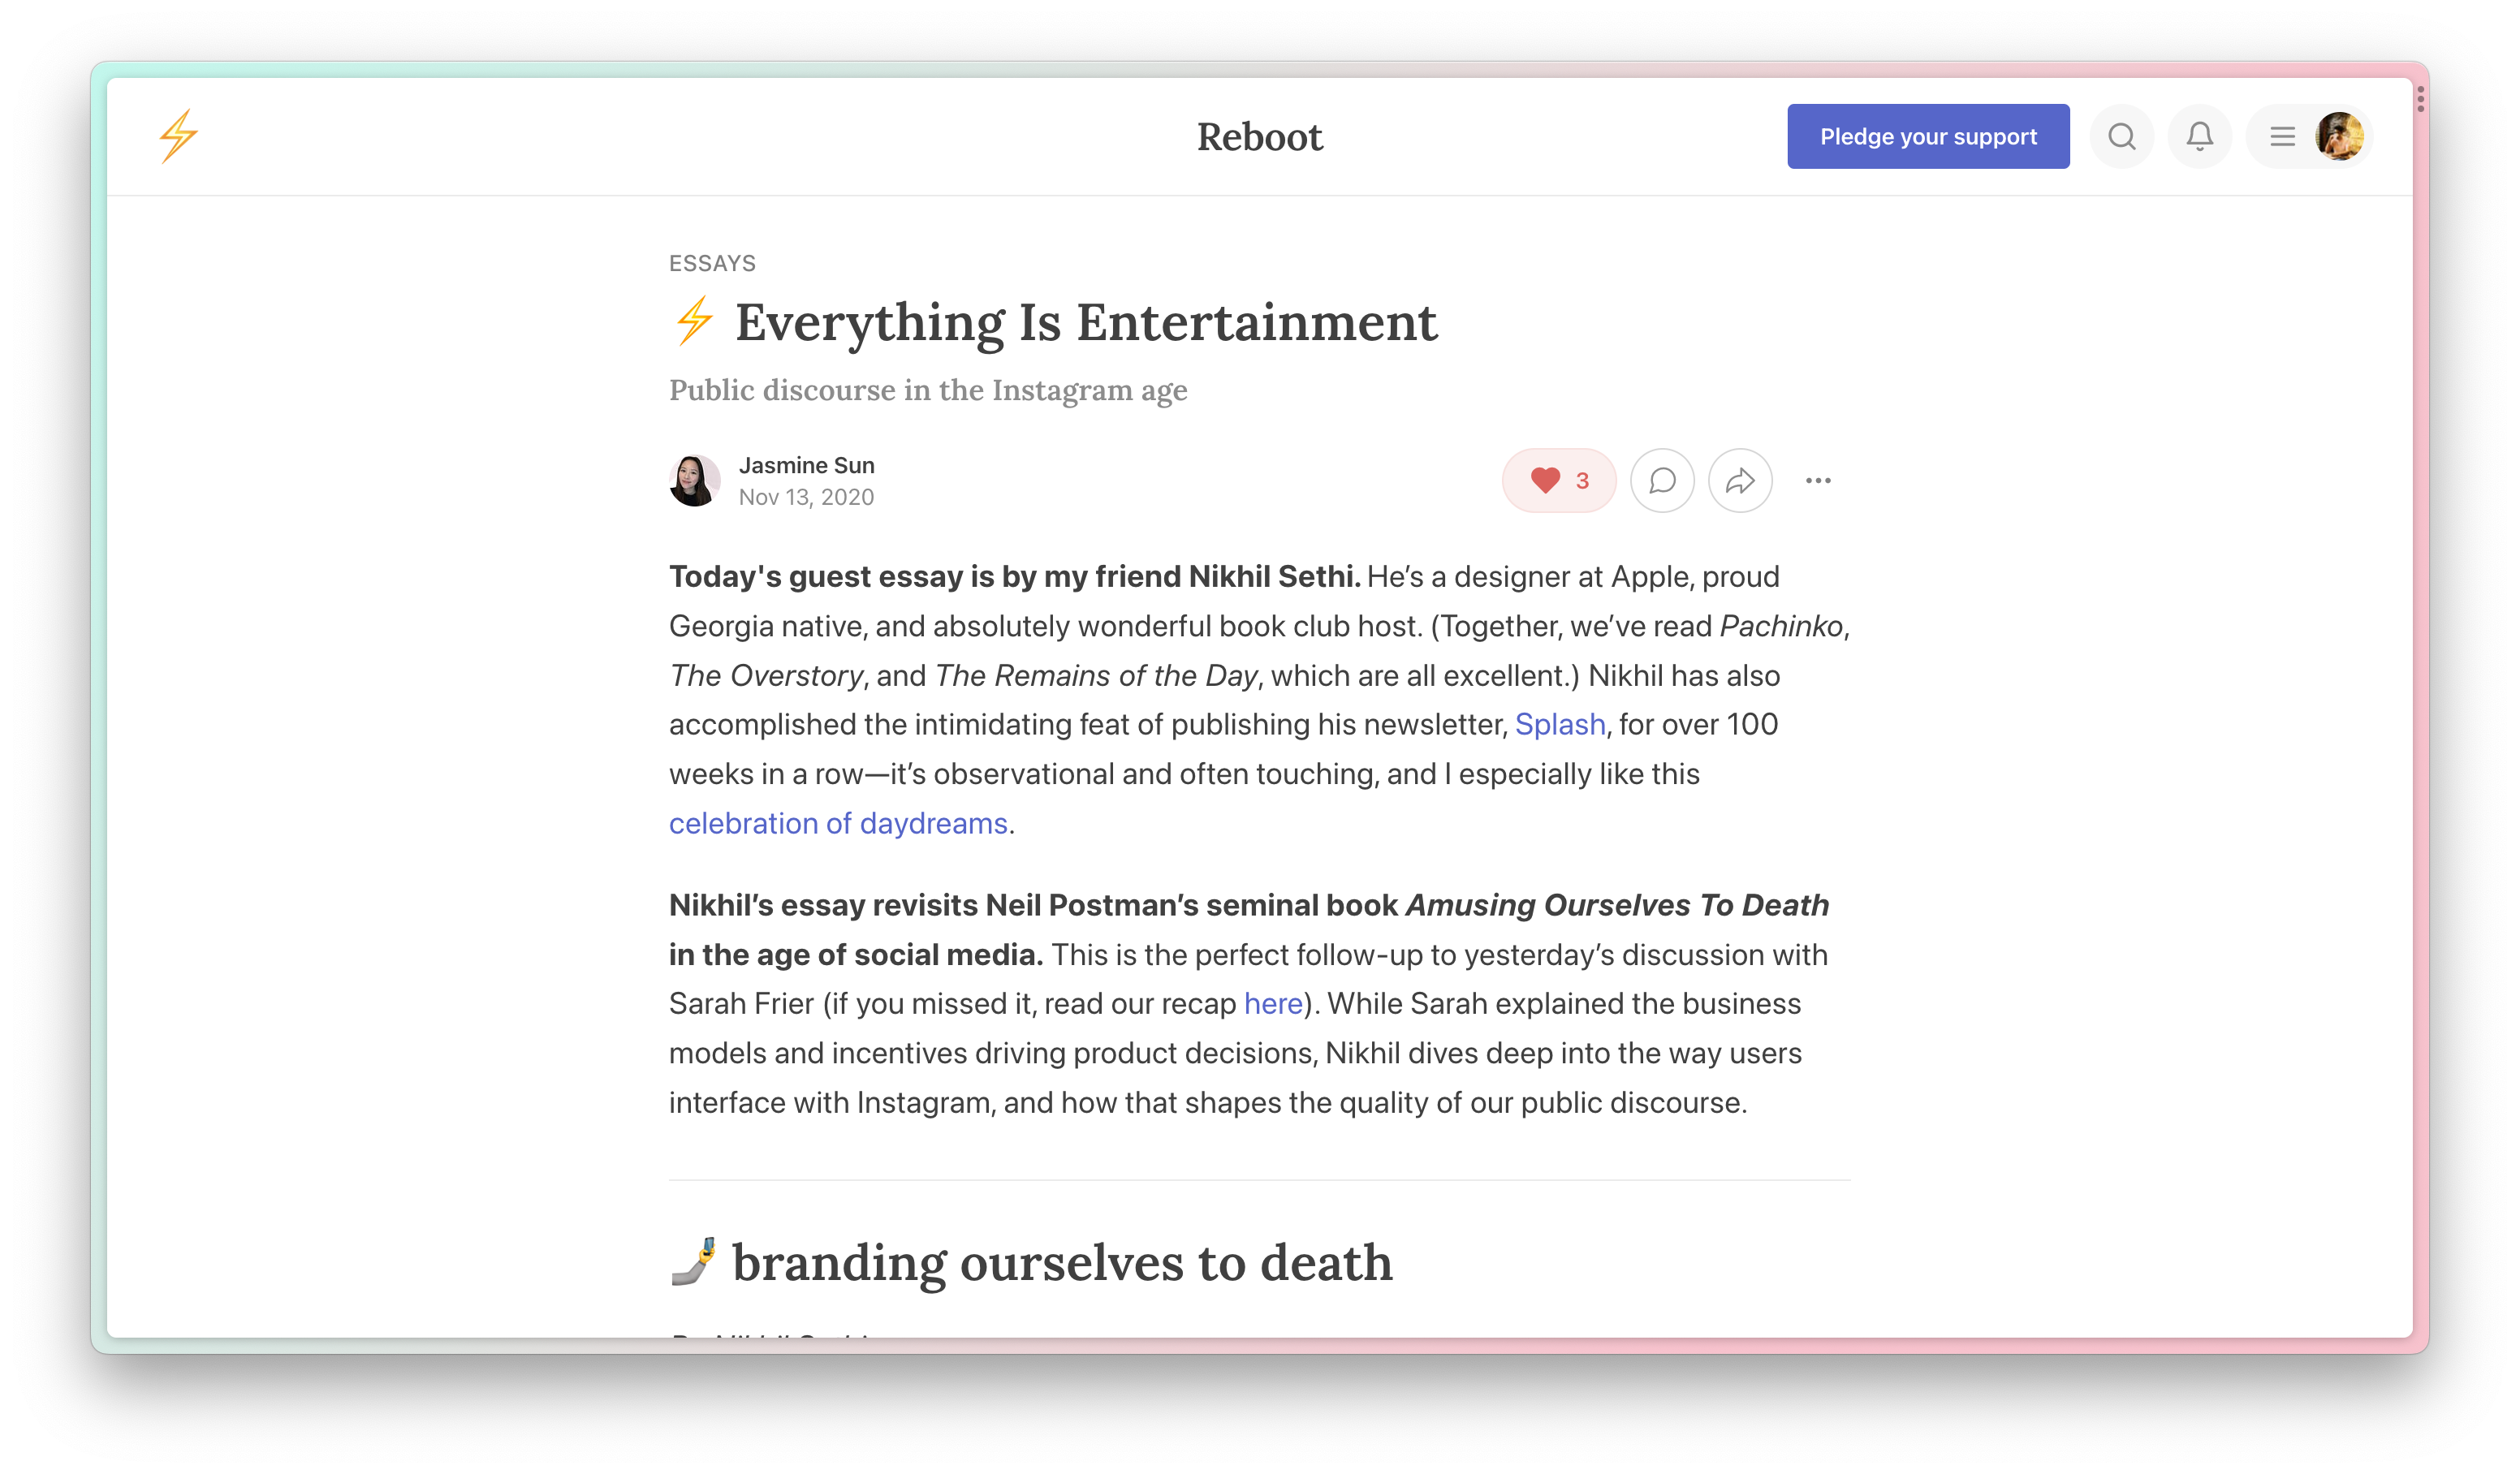 Reboot
Pledge your support
ESSAYS
⚡ Everything Is Entertainment
Public discourse in the Instagram age
Jasmine Sun
Nov 13, 2020
3
Today's guest essay is by my friend Nikhil Sethi. He’s a designer at Apple, proud
Georgia native, and absolutely wonderful book club host. (Together, we’ve read Pachinko,
The Overstory, and The Remains of the Day, which are all excellent.) Nikhil has also
accomplished the intimidating feat of publishing his newsletter, Splash, for over 100
weeks in a row—it’s observational and often touching, and I especially like this
celebration of daydreams.
Nikhil’s essay revisits Neil Postman’s seminal book Amusing Ourselves To Death
in the age of social media. This is the perfect follow-up to yesterday’s discussion with
Sarah Frier (if you missed it, read our recap here). While Sarah explained the business
models and incentives driving product decisions, Nikhil dives deep into the way users
interface with Instagram, and how that shapes the quality of our public discourse.
🤳 branding ourselves to death